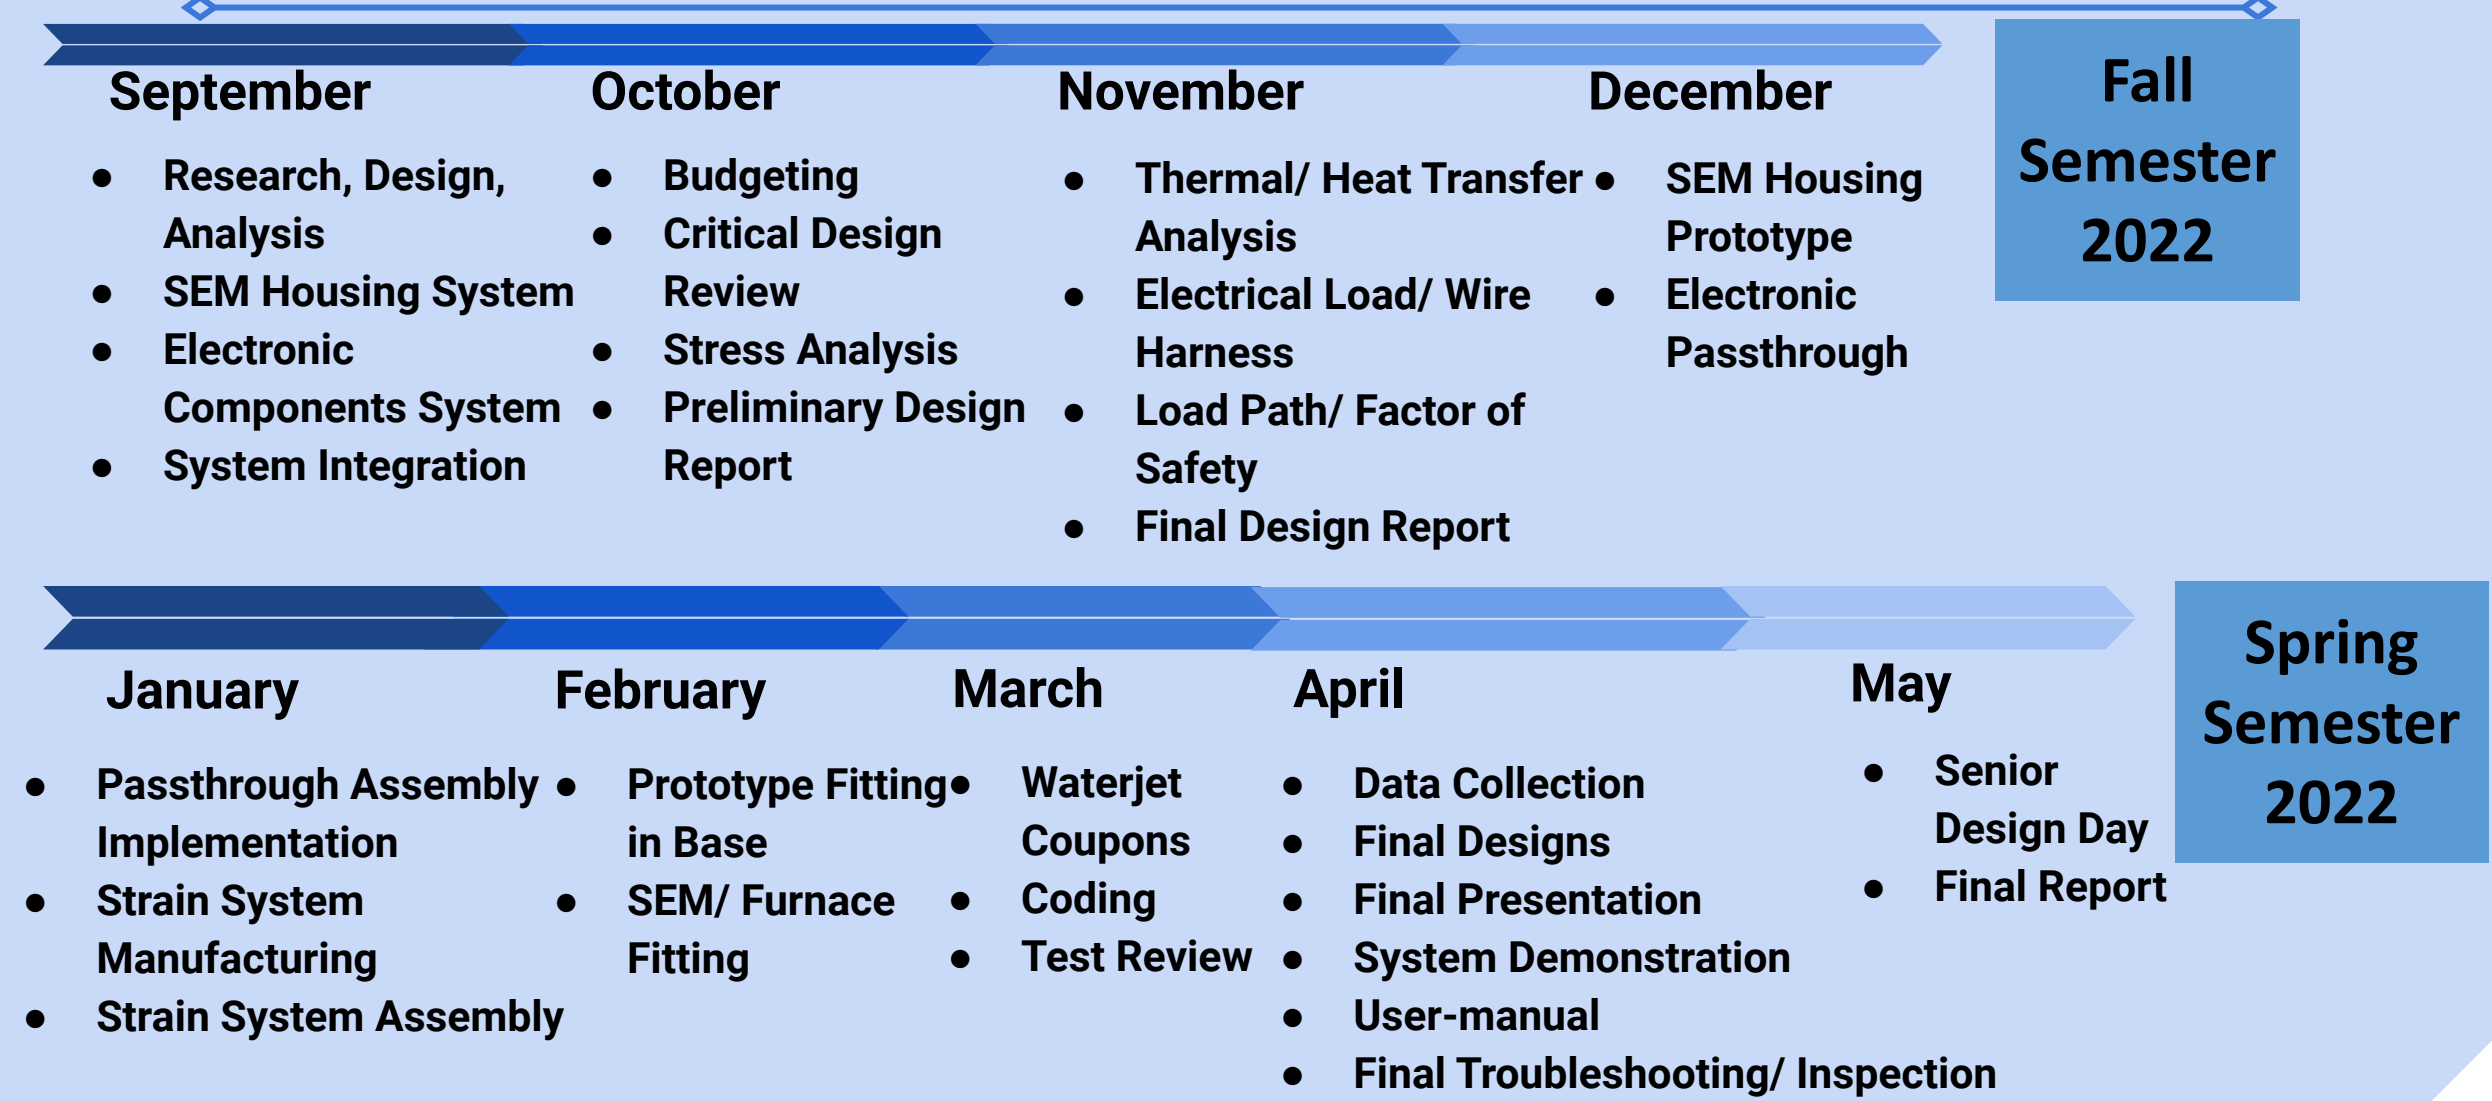 September
● Research, Design,
Analysis
● SEM Housing System
● Electronic
Components System
● System Integration
October
● Budgeting
● Critical Design
Review
● Stress Analysis
● Preliminary Design
Report
November
● Thermal/ Heat Transfer
Analysis
● Electrical Load/ Wire
Harness
● Load Path/ Factor of
Safety
● Final Design Report
December
● SEM Housing
Prototype
● Electronic
Passthrough
Fall
Semester
2022
January
● Passthrough Assembly
Implementation
● Strain System
Manufacturing
● Strain System Assembly
February
● Prototype Fitting
in Base
● SEM/ Furnace
Fitting
March
● Waterjet
Coupons
● Coding
● Test Review
April
● Data Collection
● Final Designs
● Final Presentation
● System Demonstration
● User-manual
● Final Troubleshooting/ Inspection
May
● Senior
Design Day
● Final Report
Spring
Semester
2022